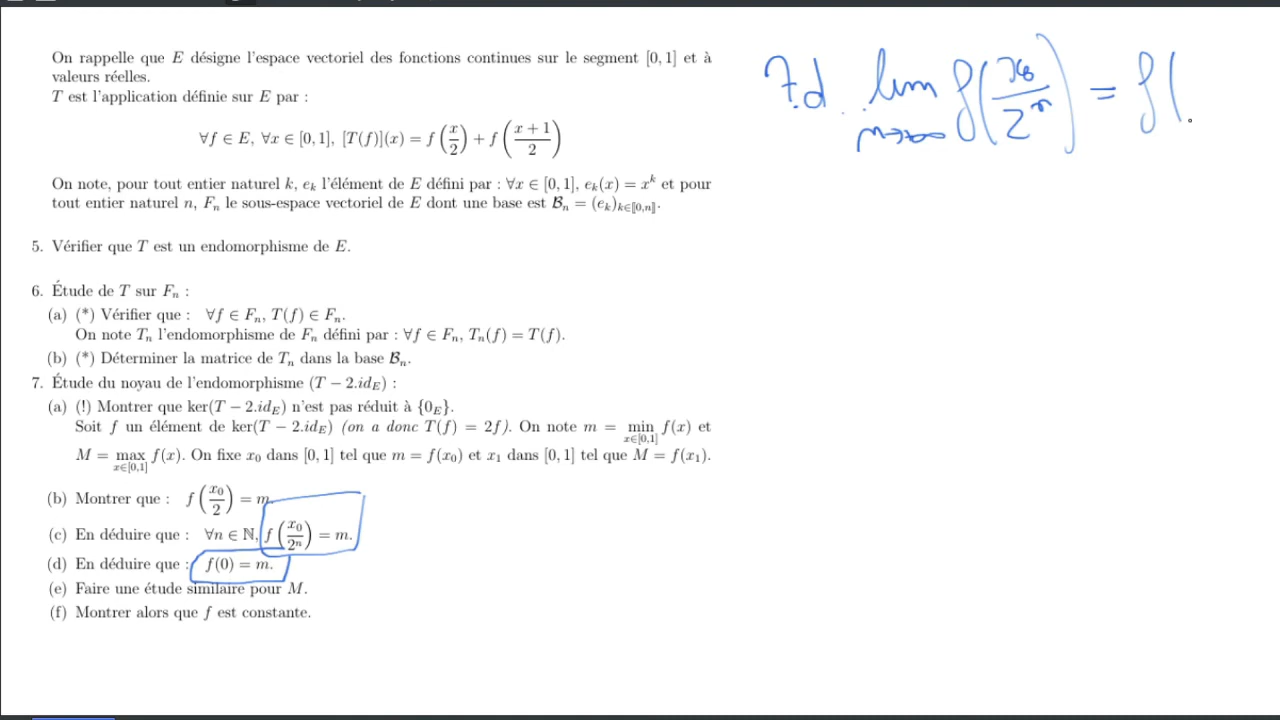 On rappelle que E désigne l'espace vectoriel des fonctions continues sur le segment [0, 1] et à
valeurs réelles.
T est l'application définie sur E par :
∀f ∈ E, ∀x ∈ [0, 1], [T(f)](x) = f(x/2) + f((x + 1)/2)
On note, pour tout entier naturel k, e_k l'élément de E défini par : ∀x ∈ [0, 1], e_k(x) = x^k et pour
tout entier naturel n, F_n le sous-espace vectoriel de E dont une base est B_n = (e_k)_{k∈⟦0,n⟧}.
5. Vérifier que T est un endomorphisme de E.
6. Étude de T sur F_n :
(a) (*) Vérifier que : ∀f ∈ F_n, T(f) ∈ F_n.
On note T_n l'endomorphisme de F_n défini par : ∀f ∈ F_n, T_n(f) = T(f).
(b) (*) Déterminer la matrice de T_n dans la base B_n.
7. Étude du noyau de l'endomorphisme (T − 2.id_E) :
(a) (!) Montrer que ker(T − 2.id_E) n'est pas réduit à {0_E}.
Soit f un élément de ker(T − 2.id_E) (on a donc T(f) = 2f). On note m = min_{x∈[0,1]} f(x) et
M = max_{x∈[0,1]} f(x). On fixe x_0 dans [0, 1] tel que m = f(x_0) et x_1 dans [0, 1] tel que M = f(x_1).
(b) Montrer que : f(x_0/2) = m.
(c) En déduire que : ∀n ∈ ℕ, f(x_0/2^n) = m.
(d) En déduire que : f(0) = m.
(e) Faire une étude similaire pour M.
(f) Montrer alors que f est constante.
7.d lim_{n→+∞} f(x_0/2^n) = f(